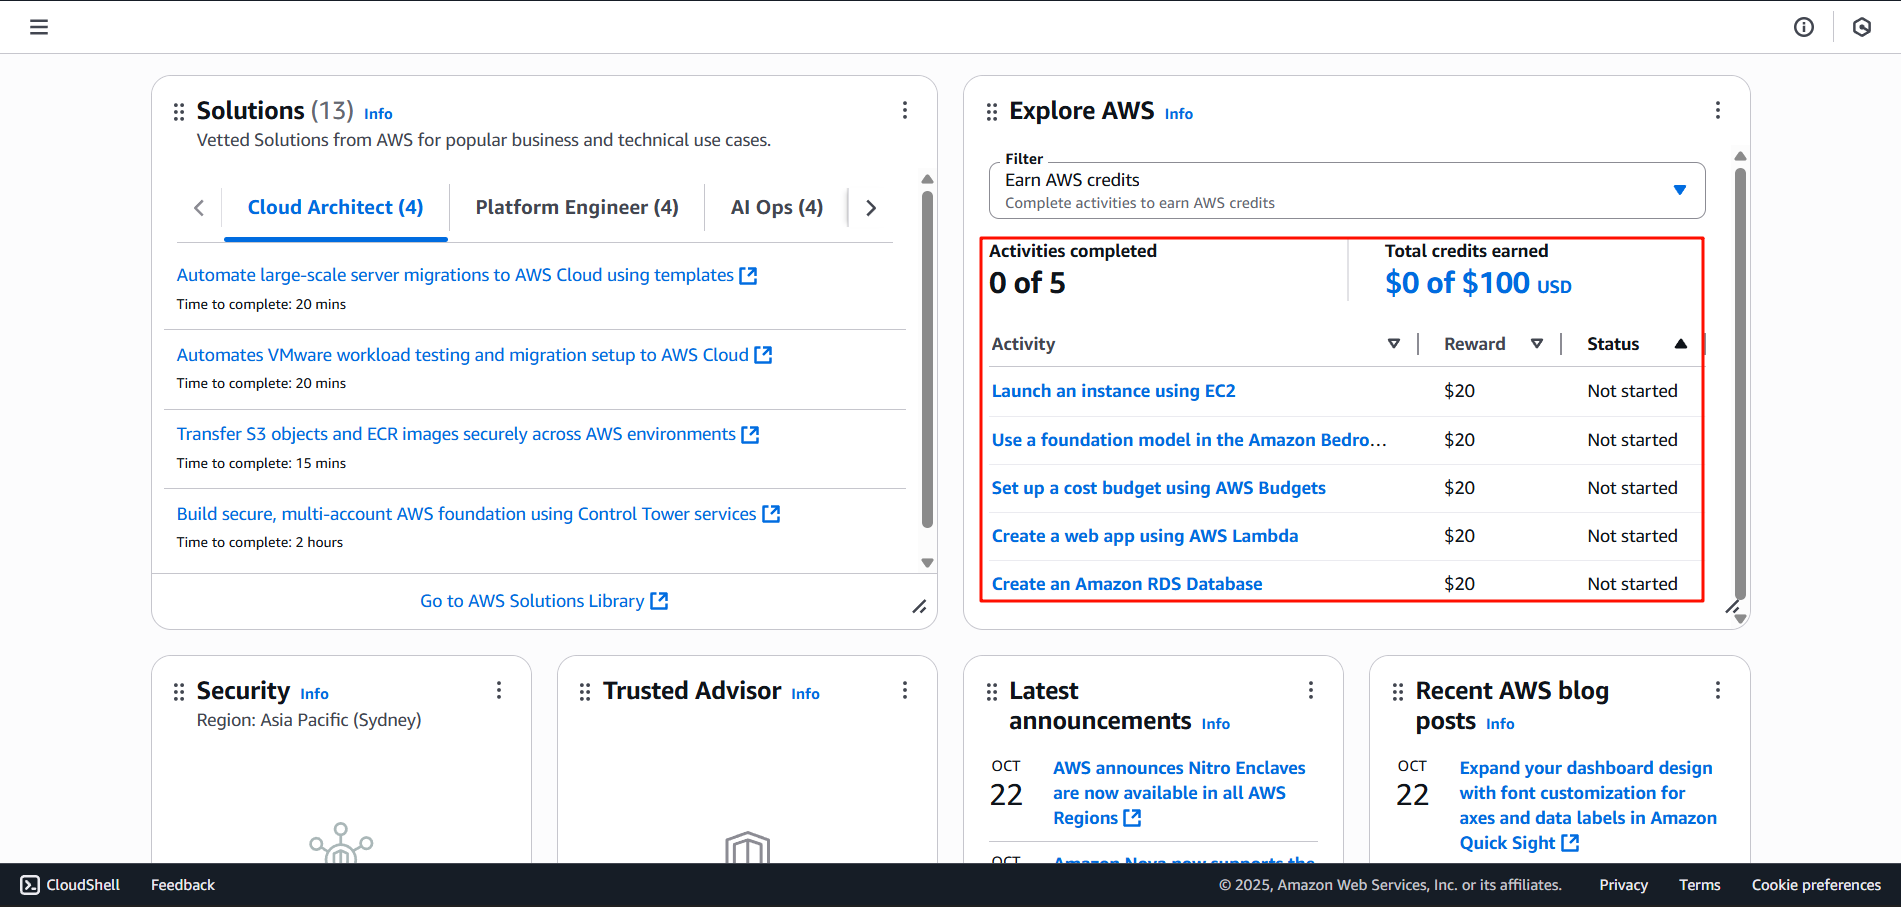 Solutions (13) Info
Vetted Solutions from AWS for popular business and technical use cases.
Cloud Architect (4)
Platform Engineer (4)
AI Ops (4)
Automate large-scale server migrations to AWS Cloud using templates
Time to complete: 20 mins
Automates VMware workload testing and migration setup to AWS Cloud
Time to complete: 20 mins
Transfer S3 objects and ECR images securely across AWS environments
Time to complete: 15 mins
Build secure, multi-account AWS foundation using Control Tower services
Time to complete: 2 hours
Go to AWS Solutions Library
Explore AWS Info
Filter
Earn AWS credits
Complete activities to earn AWS credits
Activities completed
0 of 5
Total credits earned
$0 of $100 USD
Activity Reward Status
Launch an instance using EC2 $20 Not started
Use a foundation model in the Amazon Bedro... $20 Not started
Set up a cost budget using AWS Budgets $20 Not started
Create a web app using AWS Lambda $20 Not started
Create an Amazon RDS Database $20 Not started
Security Info
Region: Asia Pacific (Sydney)
Trusted Advisor Info
Latest
announcements Info
OCT
22
AWS announces Nitro Enclaves
are now available in all AWS
Regions
OCT
Amazon Nova now supports the
Recent AWS blog
posts Info
OCT
22
Expand your dashboard design
with font customization for
axes and data labels in Amazon
Quick Sight
CloudShell Feedback © 2025, Amazon Web Services, Inc. or its affiliates. Privacy Terms Cookie preferences